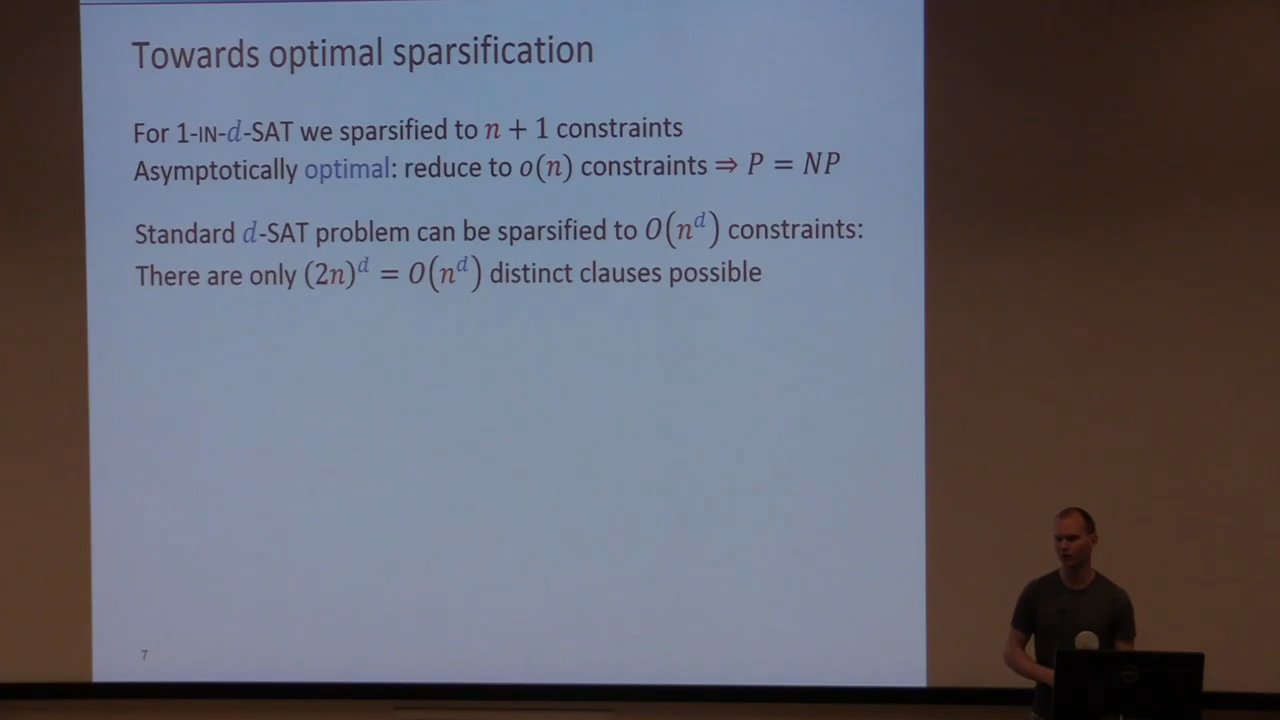 Towards optimal sparsification
For 1-IN-d-SAT we sparsified to n + 1 constraints
Asymptotically optimal: reduce to o(n) constraints ⇒ P = NP
Standard d-SAT problem can be sparsified to O(n^d) constraints:
There are only (2n)^d = O(n^d) distinct clauses possible
7